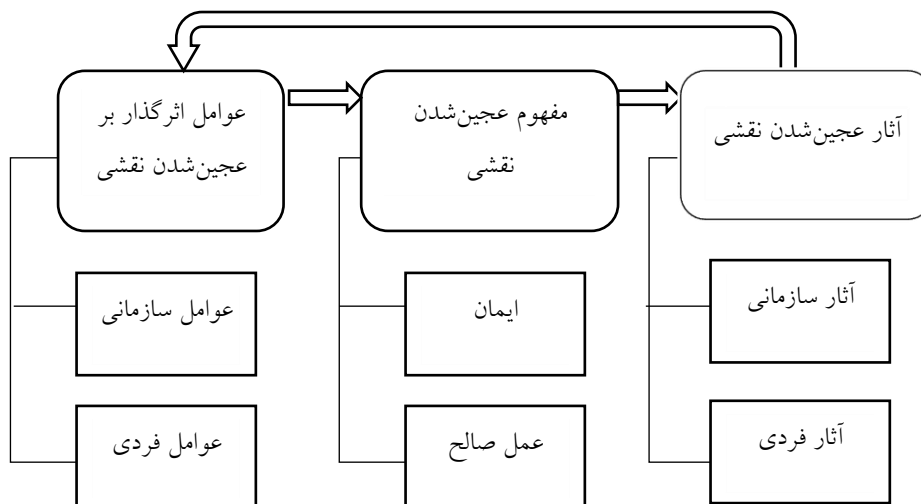 عوامل اثرگذار بر
عجین‌شدن نقشی
مفهوم عجین‌شدن
نقشی
آثار عجین‌شدن نقشی
عوامل سازمانی
ایمان
آثار سازمانی
عوامل فردی
عمل صالح
آثار فردی